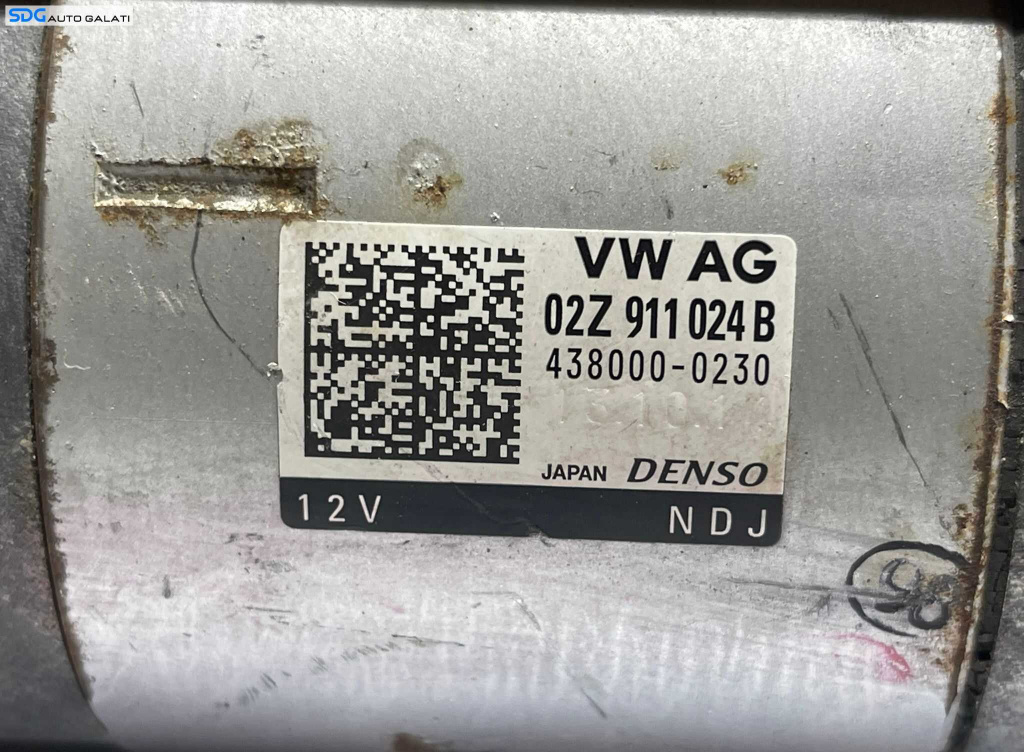 SDG AUTO GALATI
VW AG
02Z 911 024 B
438000-0230
JAPAN DENSO
12V NDJ